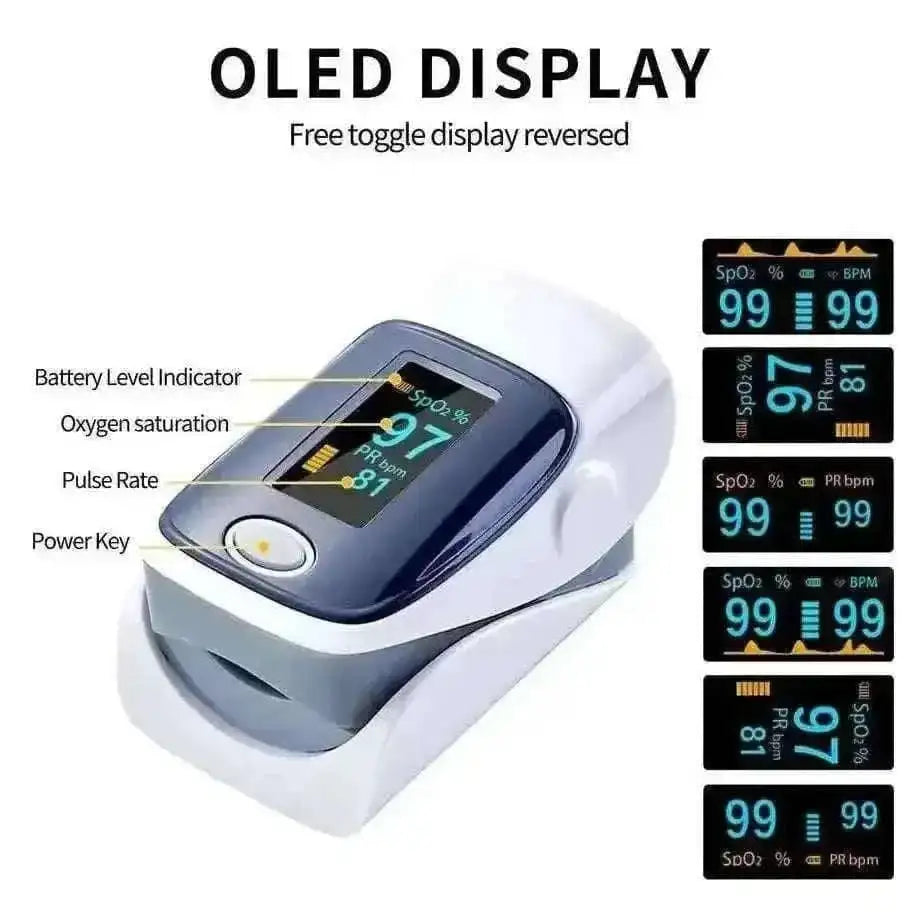 OLED DISPLAY
Free toggle display reversed
Battery Level Indicator
Oxygen saturation
Pulse Rate
Power Key
SpO₂ %
97
PR bpm
81
SpO₂ % BPM
99 99
SpO₂ %
97
PR bpm
81
SpO₂ % PR bpm
99 99
SpO₂ % BPM
99 99
SpO₂ %
97
PR bpm
81
99 99
SpO₂ % PR bpm